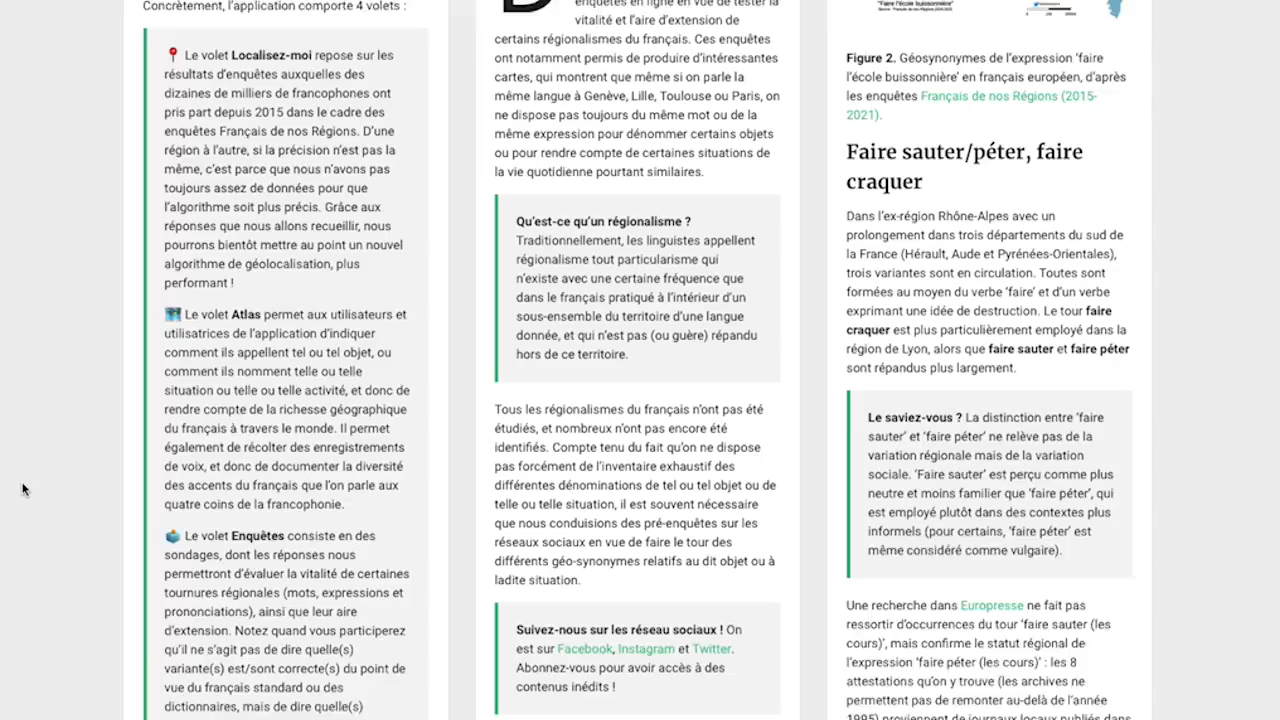 Concrètement, l'application comporte 4 volets :
📍 Le volet Localisez-moi repose sur les
résultats d'enquêtes auxquelles des
dizaines de milliers de francophones ont
pris part depuis 2015 dans le cadre des
enquêtes Français de nos Régions. D'une
région à l'autre, si la précision n'est pas la
même, c'est parce que nous n'avons pas
toujours assez de données pour que
l'algorithme soit plus précis. Grâce aux
réponses que nous allons recueillir, nous
pourrons bientôt mettre au point un nouvel
algorithme de géolocalisation, plus
performant !
🗺️ Le volet Atlas permet aux utilisateurs et
utilisatrices de l'application d'indiquer
comment ils appellent tel ou tel objet, ou
comment ils nomment telle ou telle
situation ou telle ou telle activité, et donc de
rendre compte de la richesse géographique
du français à travers le monde. Il permet
également de récolter des enregistrements
de voix, et donc de documenter la diversité
des accents du français que l'on parle aux
quatre coins de la francophonie.
🗳️ Le volet Enquêtes consiste en des
sondages, dont les réponses nous
permettront d'évaluer la vitalité de certaines
tournures régionales (mots, expressions et
prononciations), ainsi que leur aire
d'extension. Notez quand vous participerez
qu'il ne s'agit pas de dire quelle(s)
variante(s) est/sont correcte(s) du point de
vue du français standard ou des
dictionnaires, mais de dire quelle(s)
D
enquêtes en ligne en vue de tester la
vitalité et l'aire d'extension de
certains régionalismes du français. Ces enquêtes
ont notamment permis de produire d'intéressantes
cartes, qui montrent que même si on parle la
même langue à Genève, Lille, Toulouse ou Paris, on
ne dispose pas toujours du même mot ou de la
même expression pour dénommer certains objets
ou pour rendre compte de certaines situations de
la vie quotidienne pourtant similaires.
Qu'est-ce qu'un régionalisme ?
Traditionnellement, les linguistes appellent
régionalisme tout particularisme qui
n'existe avec une certaine fréquence que
dans le français pratiqué à l'intérieur d'un
sous-ensemble du territoire d'une langue
donnée, et qui n'est pas (ou guère) répandu
hors de ce territoire.
Tous les régionalismes du français n'ont pas été
étudiés, et nombreux n'ont pas encore été
identifiés. Compte tenu du fait qu'on ne dispose
pas forcément de l'inventaire exhaustif des
différentes dénominations de tel ou tel objet ou de
telle ou telle situation, il est souvent nécessaire
que nous conduisions des pré-enquêtes sur les
réseaux sociaux en vue de faire le tour des
différents géo-synonymes relatifs au dit objet ou à
ladite situation.
Suivez-nous sur les réseau sociaux ! On
est sur Facebook, Instagram et Twitter.
Abonnez-vous pour avoir accès à des
contenus inédits !
"Faire l'école buissonnière"
Figure 2. Géosynonymes de l'expression 'faire
l'école buissonnière' en français européen, d'après
les enquêtes Français de nos Régions (2015-
2021).
Faire sauter/péter, faire
craquer
Dans l'ex-région Rhône-Alpes avec un
prolongement dans trois départements du sud de
la France (Hérault, Aude et Pyrénées-Orientales),
trois variantes sont en circulation. Toutes sont
formées au moyen du verbe 'faire' et d'un verbe
exprimant une idée de destruction. Le tour faire
craquer est plus particulièrement employé dans la
région de Lyon, alors que faire sauter et faire péter
sont répandus plus largement.
Le saviez-vous ? La distinction entre 'faire
sauter' et 'faire péter' ne relève pas de la
variation régionale mais de la variation
sociale. 'Faire sauter' est perçu comme plus
neutre et moins familier que 'faire péter', qui
est employé plutôt dans des contextes plus
informels (pour certains, 'faire péter' est
même considéré comme vulgaire).
Une recherche dans Europresse ne fait pas
ressortir d'occurrences du tour 'faire sauter (les
cours)', mais confirme le statut régional de
l'expression 'faire péter (les cours)' : les 8
attestations qu'on y trouve (les archives ne
permettent pas de remonter au-delà de l'année
1995) proviennent de journaux locaux publiés dans